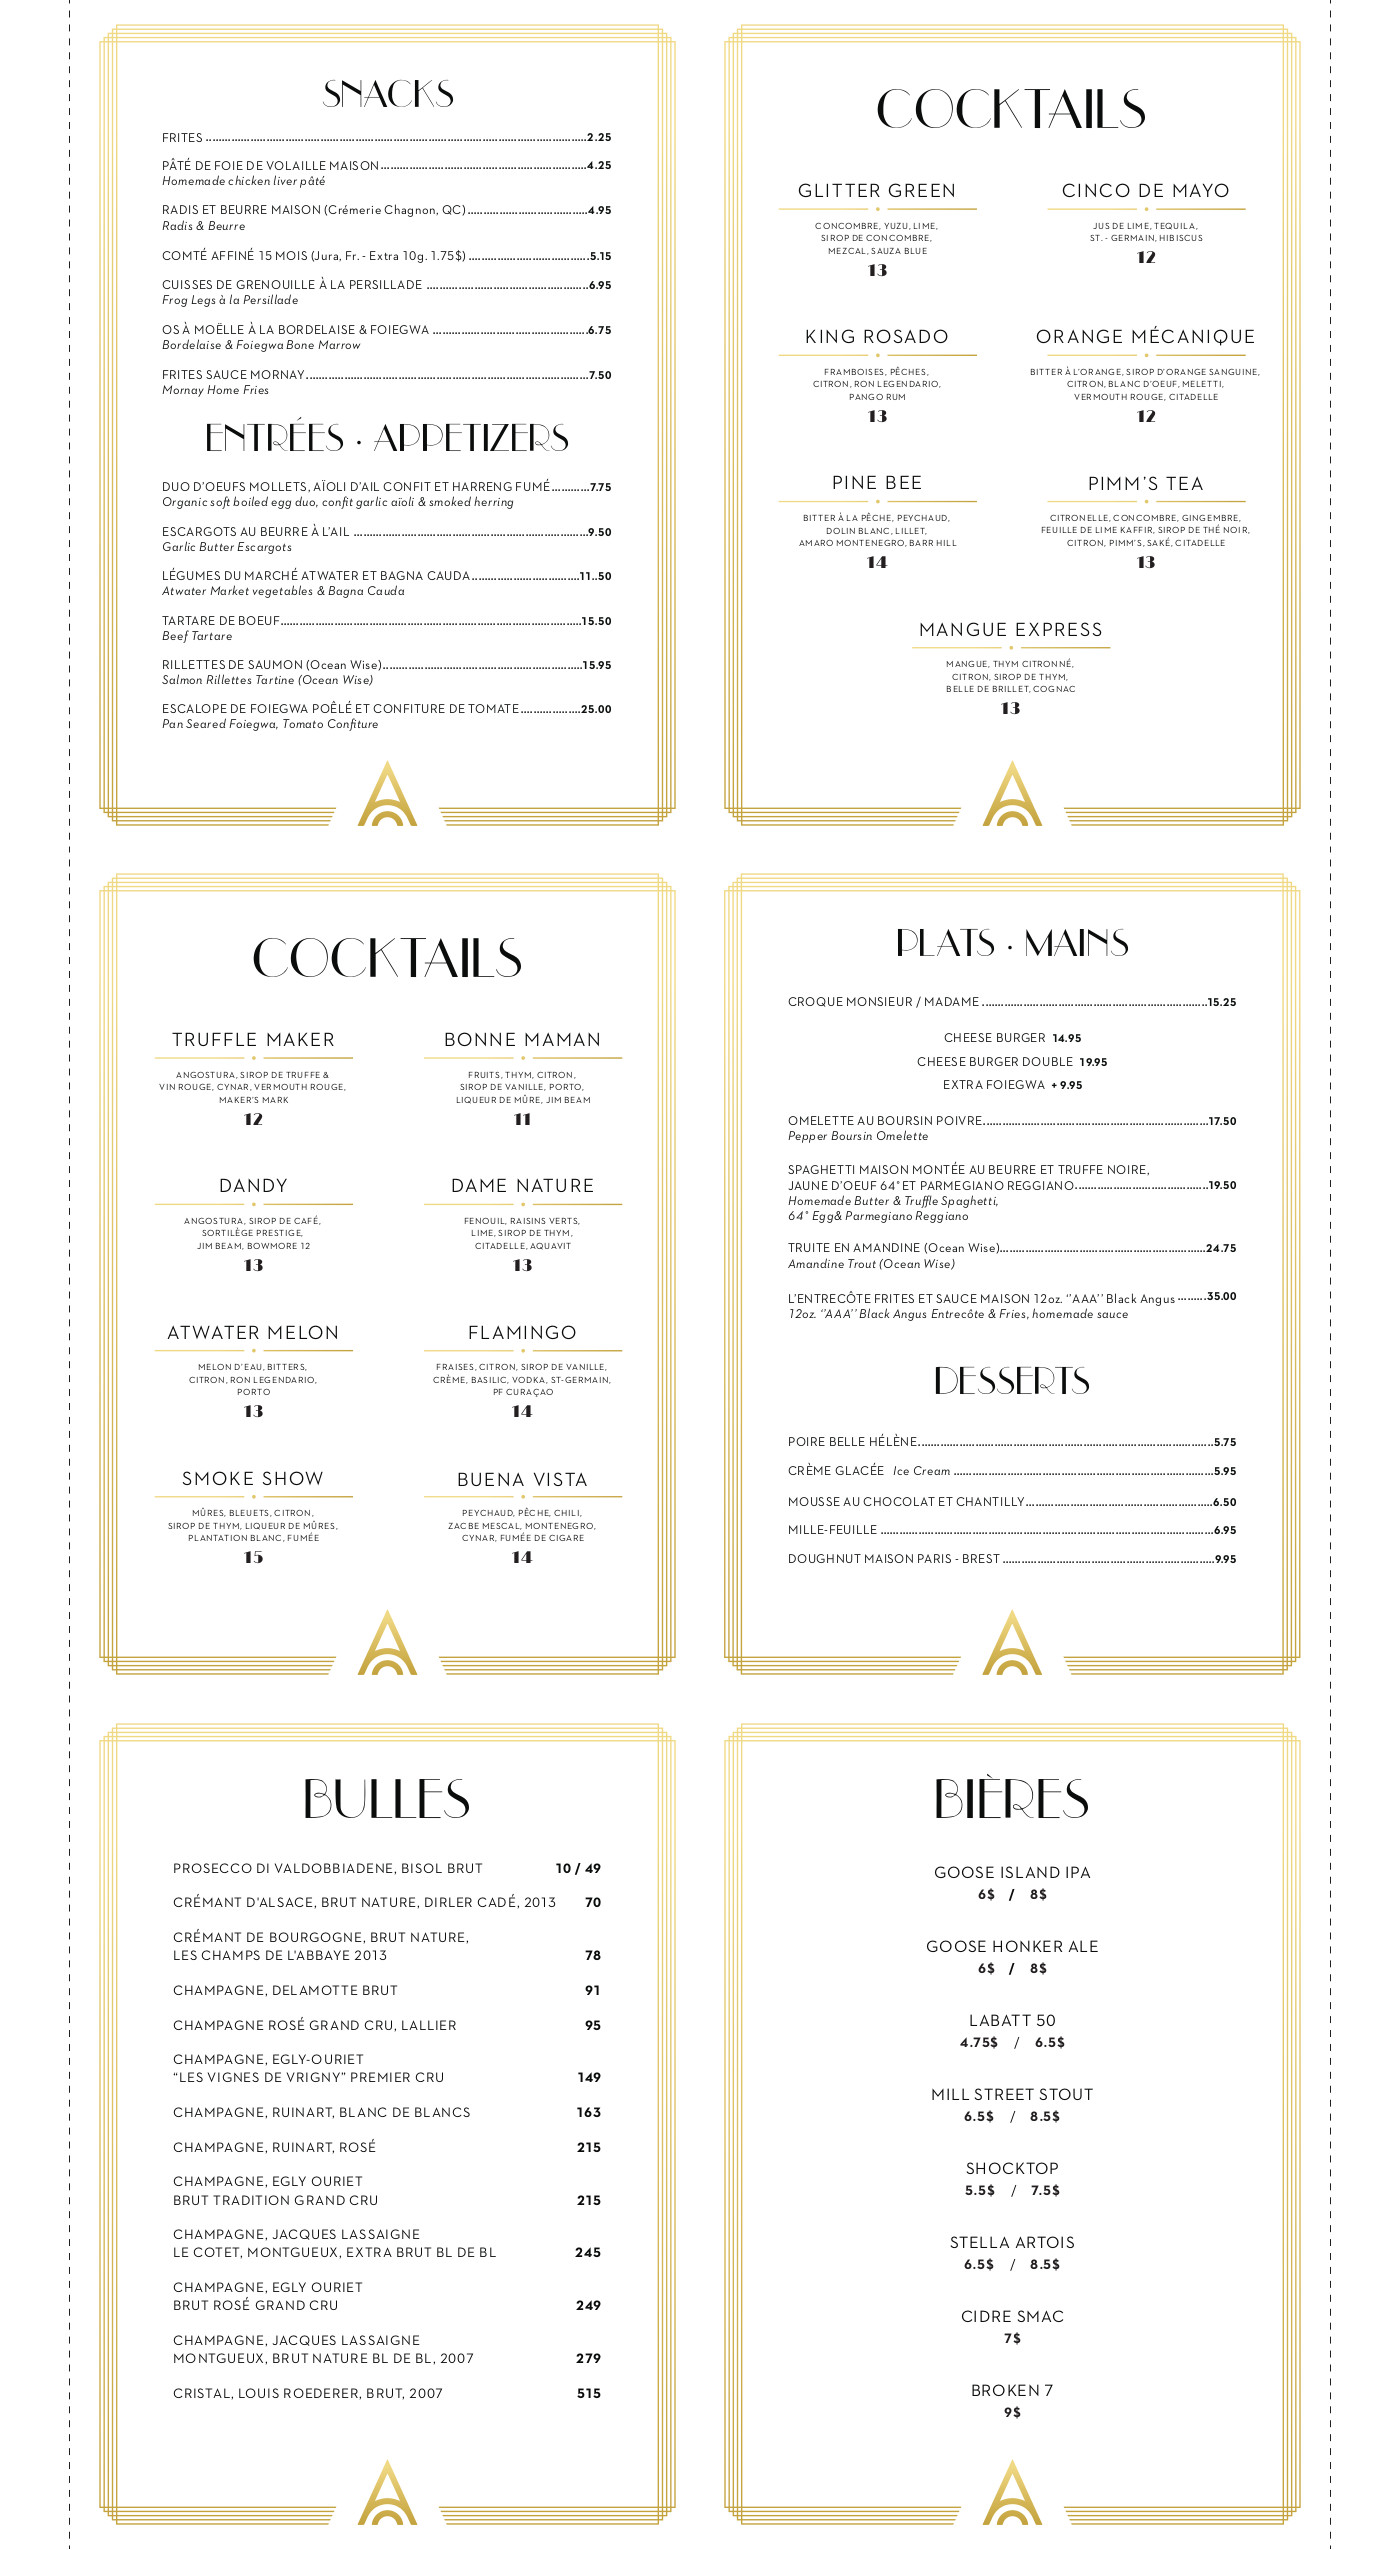 SNACKS
FRITES 2.25
PÂTÉ DE FOIE DE VOLAILLE MAISON 4.25
Homemade chicken liver pâté
RADIS ET BEURRE MAISON (Crémerie Chagnon, QC) 4.95
Radis & Beurre
COMTÉ AFFINÉ 15 MOIS (Jura, Fr. - Extra 10g. 1.75$) 5.15
CUISSES DE GRENOUILLE À LA PERSILLADE 6.95
Frog Legs à la Persillade
OS À MOËLLE À LA BORDELAISE & FOIEGWA 6.75
Bordelaise & Foiegwa Bone Marrow
FRITES SAUCE MORNAY 7.50
Mornay Home Fries
ENTRÉES · APPETIZERS
DUO D'OEUFS MOLLETS, AÏOLI D'AIL CONFIT ET HARRENG FUMÉ 7.75
Organic soft boiled egg duo, confit garlic aïoli & smoked herring
ESCARGOTS AU BEURRE À L'AIL 9.50
Garlic Butter Escargots
LÉGUMES DU MARCHÉ ATWATER ET BAGNA CAUDA 11..50
Atwater Market vegetables & Bagna Cauda
TARTARE DE BOEUF 15.50
Beef Tartare
RILLETTES DE SAUMON (Ocean Wise) 15.95
Salmon Rillettes Tartine (Ocean Wise)
ESCALOPE DE FOIEGWA POÊLÉ ET CONFITURE DE TOMATE 25.00
Pan Seared Foiegwa, Tomato Confiture
COCKTAILS
GLITTER GREEN
CONCOMBRE, YUZU, LIME,
SIROP DE CONCOMBRE,
MEZCAL, SAUZA BLUE
13
CINCO DE MAYO
JUS DE LIME, TEQUILA,
ST. - GERMAIN, HIBISCUS
12
KING ROSADO
FRAMBOISES, PÊCHES,
CITRON, RON LEGENDARIO,
PANGO RUM
13
ORANGE MÉCANIQUE
BITTER À L'ORANGE, SIROP D'ORANGE SANGUINE,
CITRON, BLANC D'OEUF, MELETTI,
VERMOUTH ROUGE, CITADELLE
12
PINE BEE
BITTER À LA PÊCHE, PEYCHAUD,
DOLIN BLANC, LILLET,
AMARO MONTENEGRO, BARR HILL
14
PIMM'S TEA
CITRONELLE, CONCOMBRE, GINGEMBRE,
FEUILLE DE LIME KAFFIR, SIROP DE THÉ NOIR,
CITRON, PIMM'S, SAKÉ, CITADELLE
13
MANGUE EXPRESS
MANGUE, THYM CITRONNÉ,
CITRON, SIROP DE THYM,
BELLE DE BRILLET, COGNAC
13
COCKTAILS
TRUFFLE MAKER
ANGOSTURA, SIROP DE TRUFFE &
VIN ROUGE, CYNAR, VERMOUTH ROUGE,
MAKER'S MARK
12
BONNE MAMAN
FRUITS, THYM, CITRON,
SIROP DE VANILLE, PORTO,
LIQUEUR DE MÛRE, JIM BEAM
11
DANDY
ANGOSTURA, SIROP DE CAFÉ,
SORTILÈGE PRESTIGE,
JIM BEAM, BOWMORE 12
13
DAME NATURE
FENOUIL, RAISINS VERTS,
LIME, SIROP DE THYM,
CITADELLE, AQUAVIT
13
ATWATER MELON
MELON D'EAU, BITTERS,
CITRON, RON LEGENDARIO,
PORTO
13
FLAMINGO
FRAISES, CITRON, SIROP DE VANILLE,
CRÈME, BASILIC, VODKA, ST-GERMAIN,
PF CURAÇAO
14
SMOKE SHOW
MÛRES, BLEUETS, CITRON,
SIROP DE THYM, LIQUEUR DE MÛRES,
PLANTATION BLANC, FUMÉE
15
BUENA VISTA
PEYCHAUD, PÊCHE, CHILI,
ZACBE MESCAL, MONTENEGRO,
CYNAR, FUMÉE DE CIGARE
14
PLATS · MAINS
CROQUE MONSIEUR / MADAME 15.25
CHEESE BURGER 14.95
CHEESE BURGER DOUBLE 19.95
EXTRA FOIEGWA + 9.95
OMELETTE AU BOURSIN POIVRE 17.50
Pepper Boursin Omelette
SPAGHETTI MAISON MONTÉE AU BEURRE ET TRUFFE NOIRE,
JAUNE D'OEUF 64° ET PARMEGIANO REGGIANO 19.50
Homemade Butter & Truffle Spaghetti,
64° Egg& Parmegiano Reggiano
TRUITE EN AMANDINE (Ocean Wise) 24.75
Amandine Trout (Ocean Wise)
L'ENTRECÔTE FRITES ET SAUCE MAISON 12oz. ''AAA'' Black Angus 35.00
12oz. ''AAA'' Black Angus Entrecôte & Fries, homemade sauce
DESSERTS
POIRE BELLE HÉLÈNE 5.75
CRÈME GLACÉE Ice Cream 5.95
MOUSSE AU CHOCOLAT ET CHANTILLY 6.50
MILLE-FEUILLE 6.95
DOUGHNUT MAISON PARIS - BREST 9.95
BULLES
PROSECCO DI VALDOBBIADENE, BISOL BRUT 10 / 49
CRÉMANT D'ALSACE, BRUT NATURE, DIRLER CADÉ, 2013 70
CRÉMANT DE BOURGOGNE, BRUT NATURE,
LES CHAMPS DE L'ABBAYE 2013 78
CHAMPAGNE, DELAMOTTE BRUT 91
CHAMPAGNE ROSÉ GRAND CRU, LALLIER 95
CHAMPAGNE, EGLY-OURIET
“LES VIGNES DE VRIGNY” PREMIER CRU 149
CHAMPAGNE, RUINART, BLANC DE BLANCS 163
CHAMPAGNE, RUINART, ROSÉ 215
CHAMPAGNE, EGLY OURIET
BRUT TRADITION GRAND CRU 215
CHAMPAGNE, JACQUES LASSAIGNE
LE COTET, MONTGUEUX, EXTRA BRUT BL DE BL 245
CHAMPAGNE, EGLY OURIET
BRUT ROSÉ GRAND CRU 249
CHAMPAGNE, JACQUES LASSAIGNE
MONTGUEUX, BRUT NATURE BL DE BL, 2007 279
CRISTAL, LOUIS ROEDERER, BRUT, 2007 515
BIÈRES
GOOSE ISLAND IPA
6$ / 8$
GOOSE HONKER ALE
6$ / 8$
LABATT 50
4.75$ / 6.5$
MILL STREET STOUT
6.5$ / 8.5$
SHOCKTOP
5.5$ / 7.5$
STELLA ARTOIS
6.5$ / 8.5$
CIDRE SMAC
7$
BROKEN 7
9$